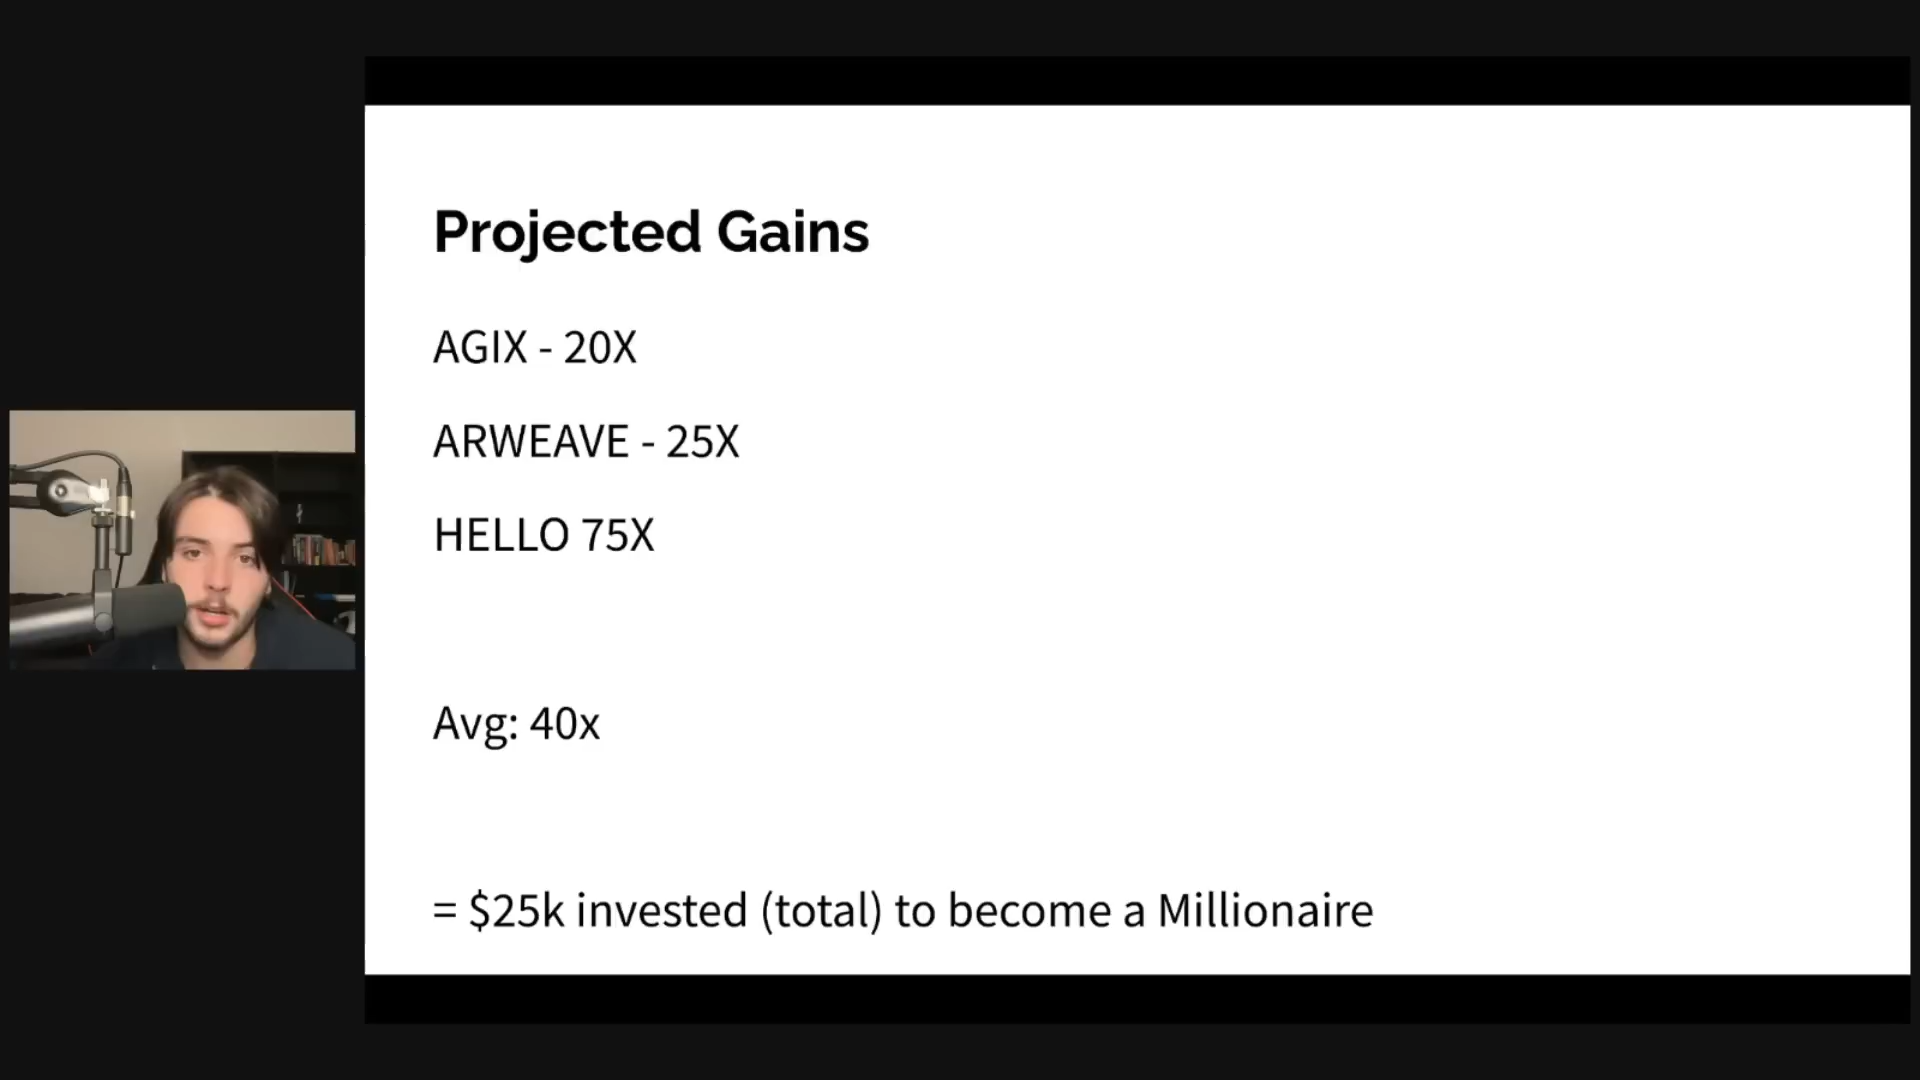 Projected Gains
AGIX - 20X
ARWEAVE - 25X
HELLO 75X
Avg: 40x
= $25k invested (total) to become a Millionaire